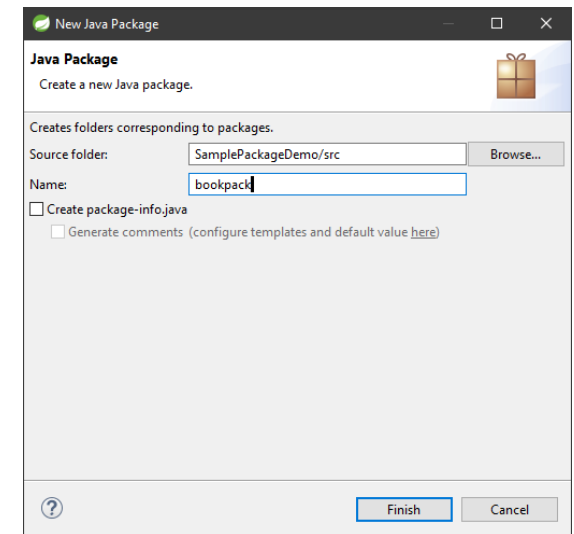 New Java Package
Java Package
Create a new Java package.
Creates folders corresponding to packages.
Source folder: SamplePackageDemo/src Browse...
Name: bookpack
Create package-info.java
Generate comments (configure templates and default value here)
? Finish Cancel